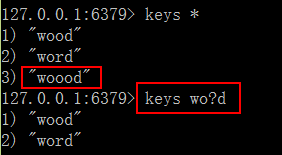 127.0.0.1:6379> keys *
1) "wood"
2) "word"
3) "woood"
127.0.0.1:6379> keys wo?d
1) "wood"
2) "word"